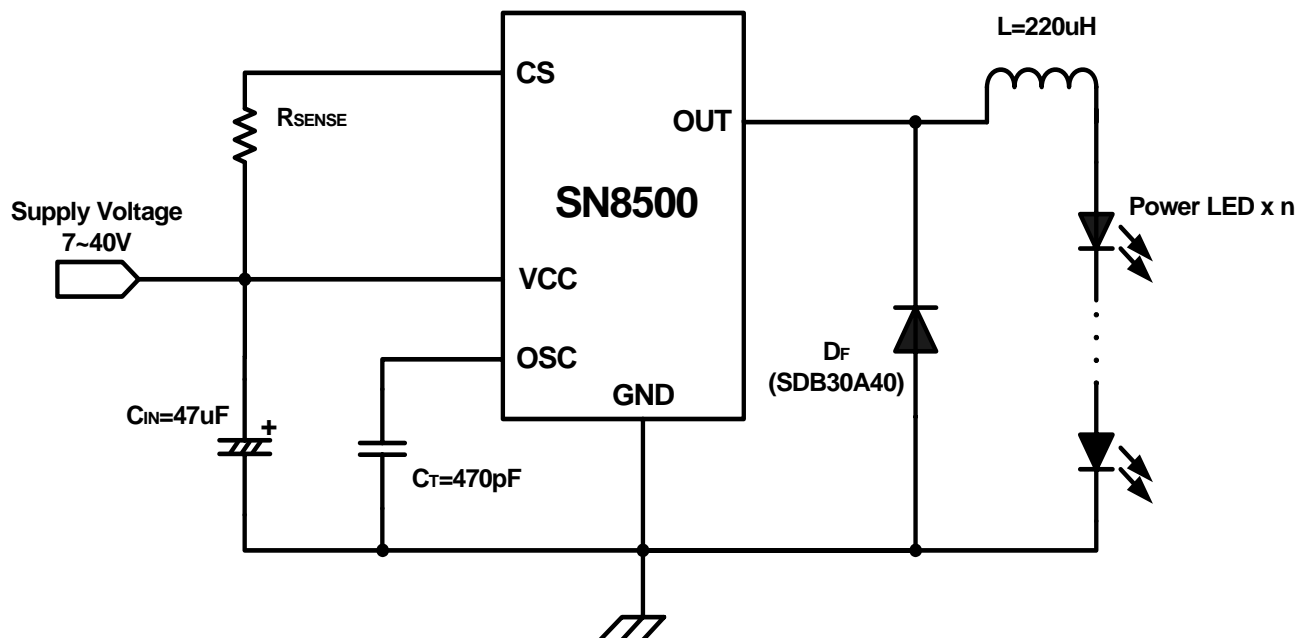 L=220uH
CS
RSENSE
OUT
SN8500
Supply Voltage
7~40V
Power LED x n
VCC
OSC
DF
(SDB30A40)
GND
CIN=47uF
+
CT=470pF